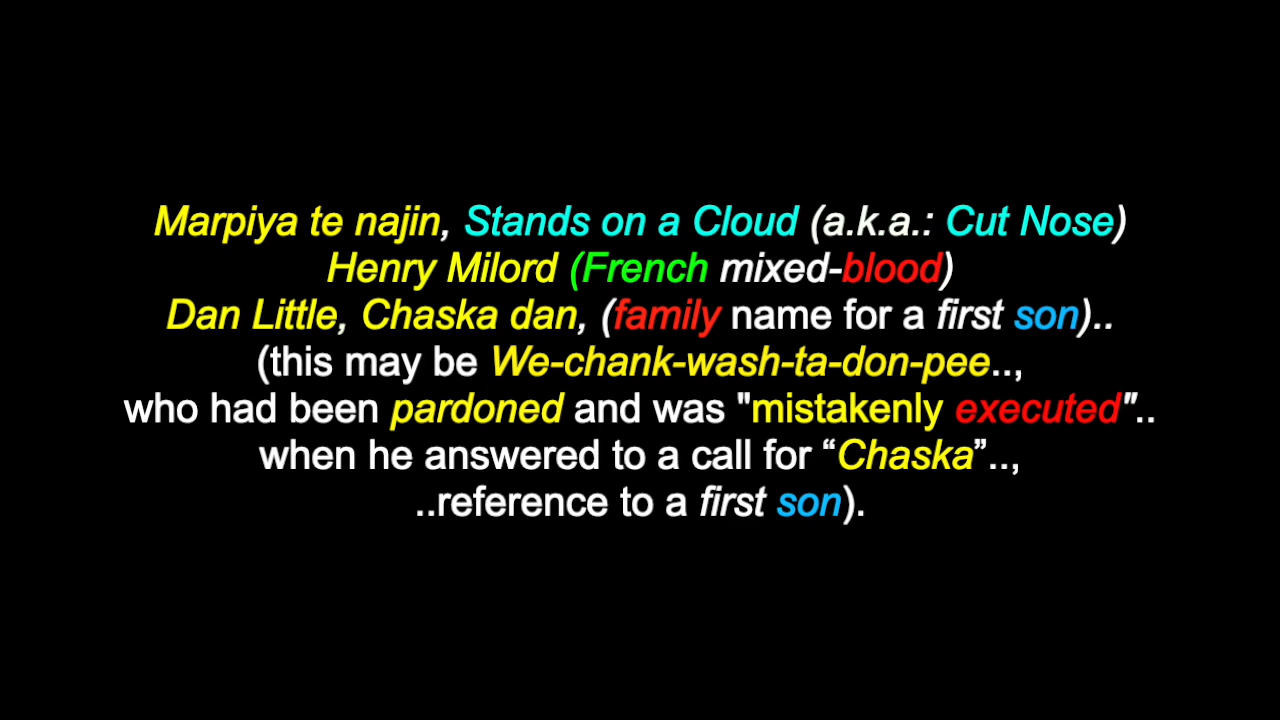 Marpiya te najin, Stands on a Cloud (a.k.a.: Cut Nose)
Henry Milord (French mixed-blood)
Dan Little, Chaska dan, (family name for a first son)..
(this may be We-chank-wash-ta-don-pee..,
who had been pardoned and was "mistakenly executed"..
when he answered to a call for “Chaska”..,
..reference to a first son).